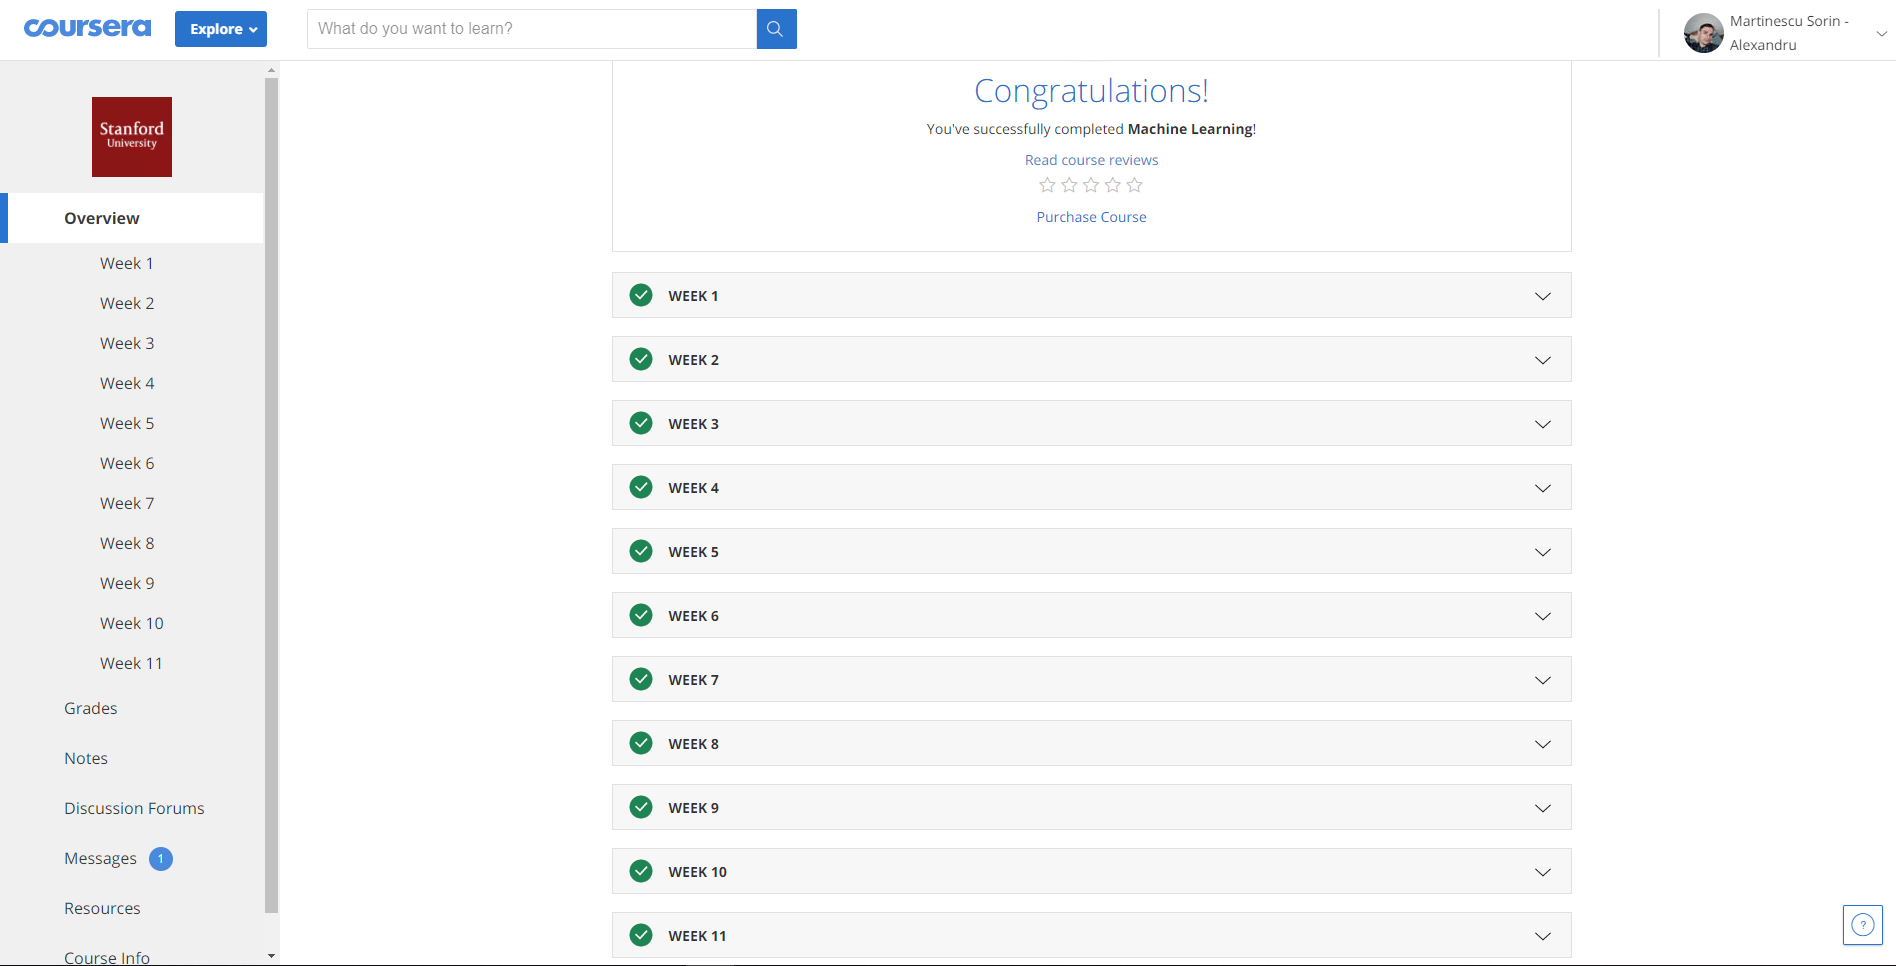 coursera
Explore
What do you want to learn?
Martinescu Sorin -
Alexandru
Stanford
University
Overview
Week 1
Week 2
Week 3
Week 4
Week 5
Week 6
Week 7
Week 8
Week 9
Week 10
Week 11
Grades
Notes
Discussion Forums
Messages 1
Resources
Course Info
Congratulations!
You've successfully completed Machine Learning!
Read course reviews
Purchase Course
WEEK 1
WEEK 2
WEEK 3
WEEK 4
WEEK 5
WEEK 6
WEEK 7
WEEK 8
WEEK 9
WEEK 10
WEEK 11
?